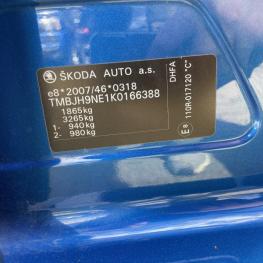 ŠKODA AUTO a.s.
e8*2007/46*0318
TMBJH9NE1K0166388
1865kg
3265kg
1- 940kg
2- 980kg
DHFA
110R-017120 "C"
E8